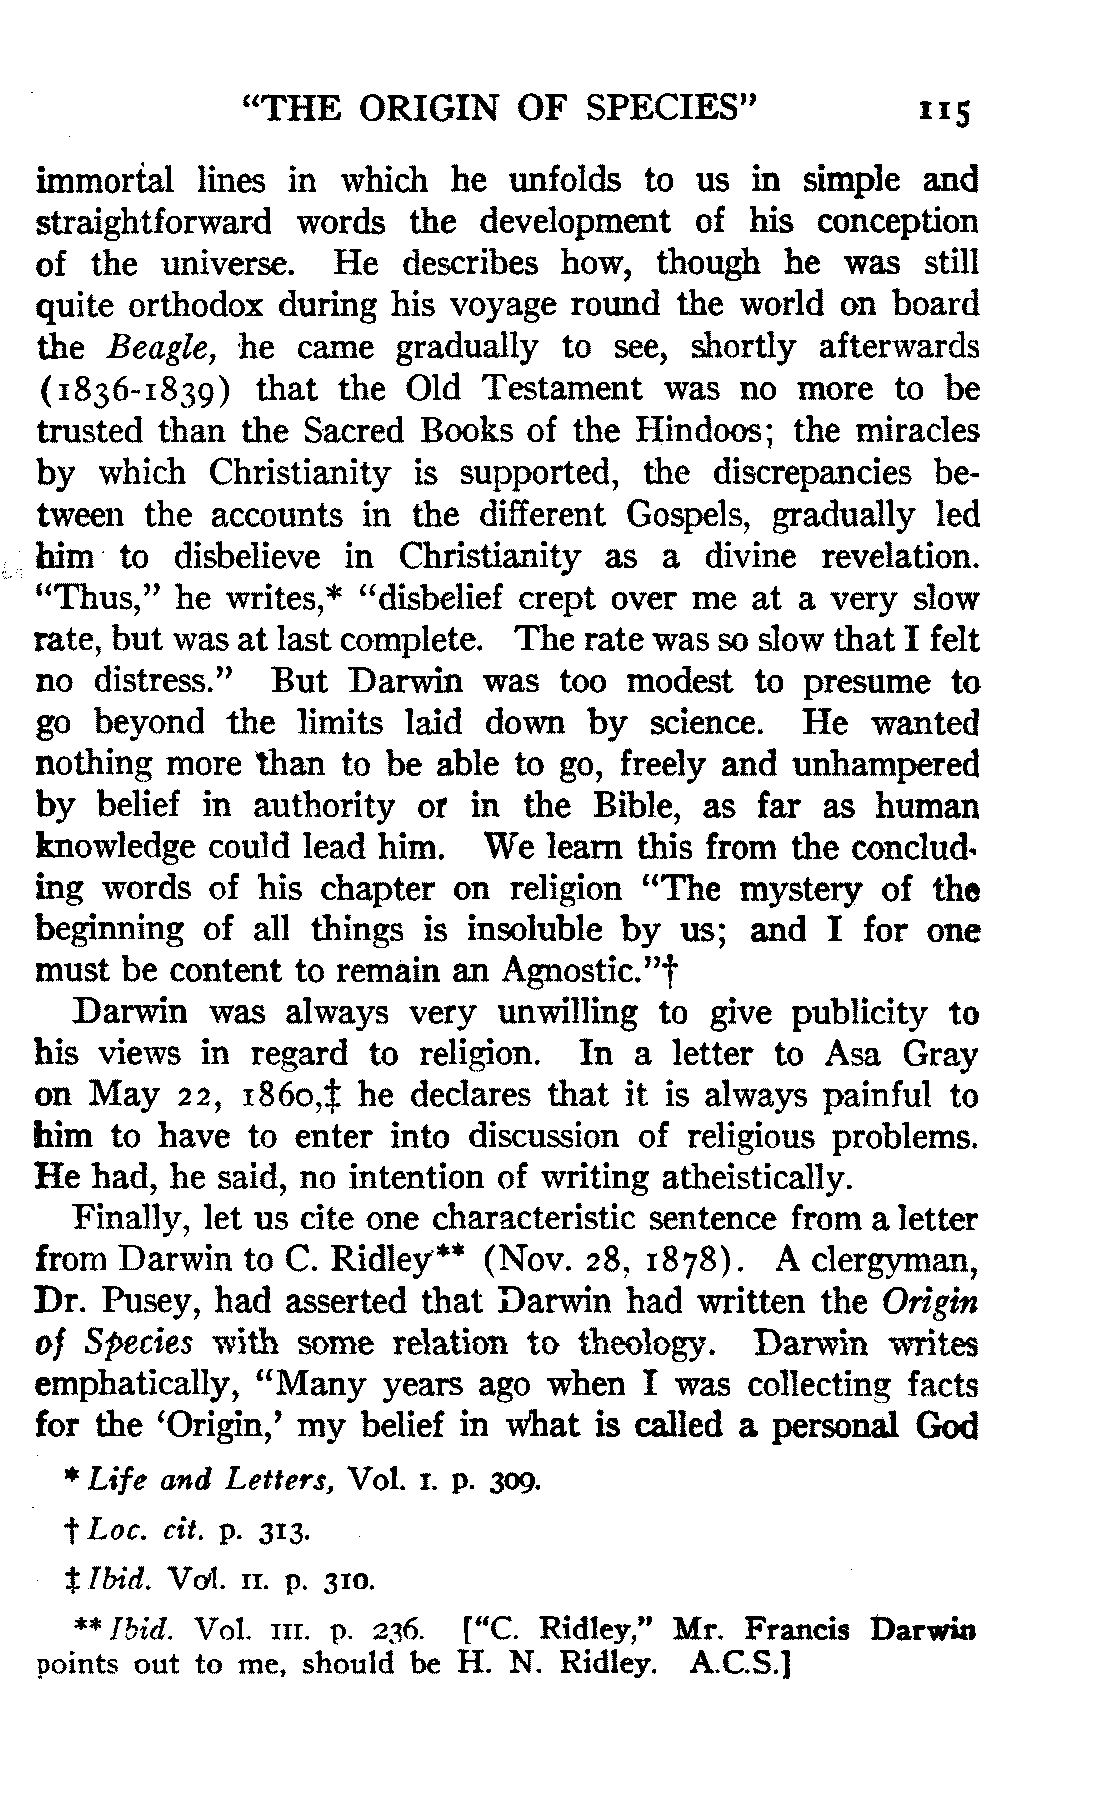 "THE ORIGIN OF SPECIES" 115
immortal lines in which he unfolds to us in simple and
straightforward words the development of his conception
of the universe. He describes how, though he was still
quite orthodox during his voyage round the world on board
the Beagle, he came gradually to see, shortly afterwards
(1836-1839) that the Old Testament was no more to be
trusted than the Sacred Books of the Hindoos; the miracles
by which Christianity is supported, the discrepancies be-
tween the accounts in the different Gospels, gradually led
him to disbelieve in Christianity as a divine revelation.
"Thus," he writes,* "disbelief crept over me at a very slow
rate, but was at last complete. The rate was so slow that I felt
no distress." But Darwin was too modest to presume to
go beyond the limits laid down by science. He wanted
nothing more than to be able to go, freely and unhampered
by belief in authority or in the Bible, as far as human
knowledge could lead him. We learn this from the conclud-
ing words of his chapter on religion "The mystery of the
beginning of all things is insoluble by us; and I for one
must be content to remain an Agnostic."†
Darwin was always very unwilling to give publicity to
his views in regard to religion. In a letter to Asa Gray
on May 22, 1860,‡ he declares that it is always painful to
him to have to enter into discussion of religious problems.
He had, he said, no intention of writing atheistically.
Finally, let us cite one characteristic sentence from a letter
from Darwin to C. Ridley** (Nov. 28, 1878). A clergyman,
Dr. Pusey, had asserted that Darwin had written the Origin
of Species with some relation to theology. Darwin writes
emphatically, "Many years ago when I was collecting facts
for the 'Origin,' my belief in what is called a personal God
* Life and Letters, Vol. I. p. 309.
† Loc. cit. p. 313.
‡ Ibid. Vol. II. p. 310.
** Ibid. Vol. III. p. 236. ["C. Ridley," Mr. Francis Darwin
points out to me, should be H. N. Ridley. A.C.S.]